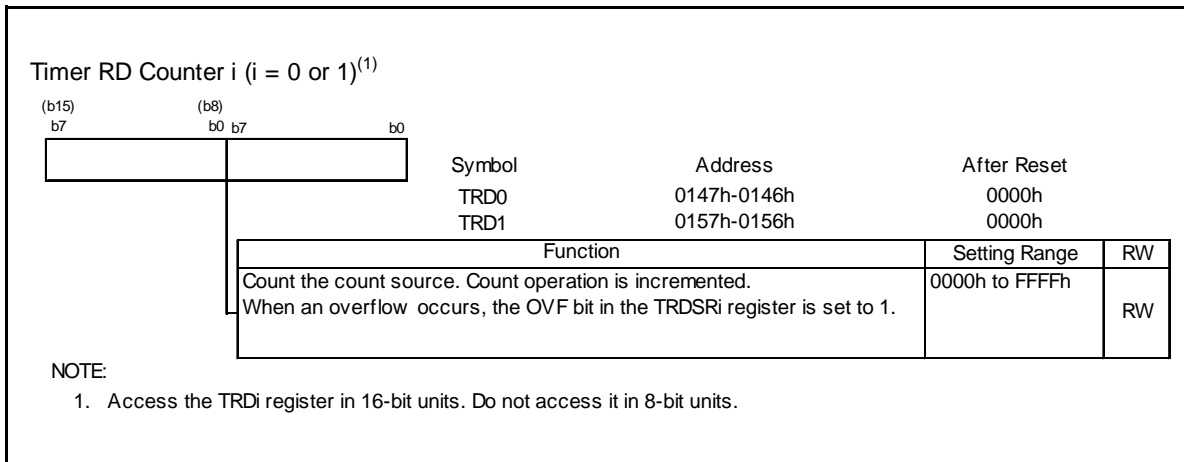 Timer RD Counter i (i = 0 or 1)(1)
(b15) (b8)
b7 b0 b7 b0
Symbol Address After Reset
TRD0 0147h-0146h 0000h
TRD1 0157h-0156h 0000h
Function Setting Range RW
Count the count source. Count operation is incremented. 0000h to FFFFh
When an overflow occurs, the OVF bit in the TRDSRi register is set to 1. RW
NOTE:
1. Access the TRDi register in 16-bit units. Do not access it in 8-bit units.